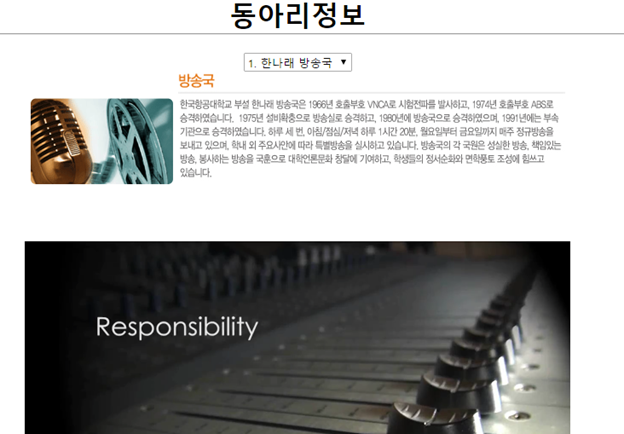 동아리정보
1. 한나래 방송국
방송국
한국항공대학교 부설 한나래 방송국은 1966년 호출부호 VNCA로 시험전파를 발사하고, 1974년 호출부호 ABS로
승격하였습니다. 1975년 설비확충으로 방송실로 승격하고, 1980년에 방송국으로 승격하였으며, 1991년에는 부속
기관으로 승격하였습니다. 하루 세 번, 아침/점심/저녁 하루 1시간 20분, 월요일부터 금요일까지 매주 정규방송을
보내고 있으며, 학내 외 주요사안에 따라 특별방송을 실시하고 있습니다. 방송국의 각 국원은 성실한 방송, 책임있는
방송, 봉사하는 방송을 국훈으로 대학언론문화 창달에 기여하고, 학생들의 정서순화와 면학풍토 조성에 힘쓰고
있습니다.
Responsibility